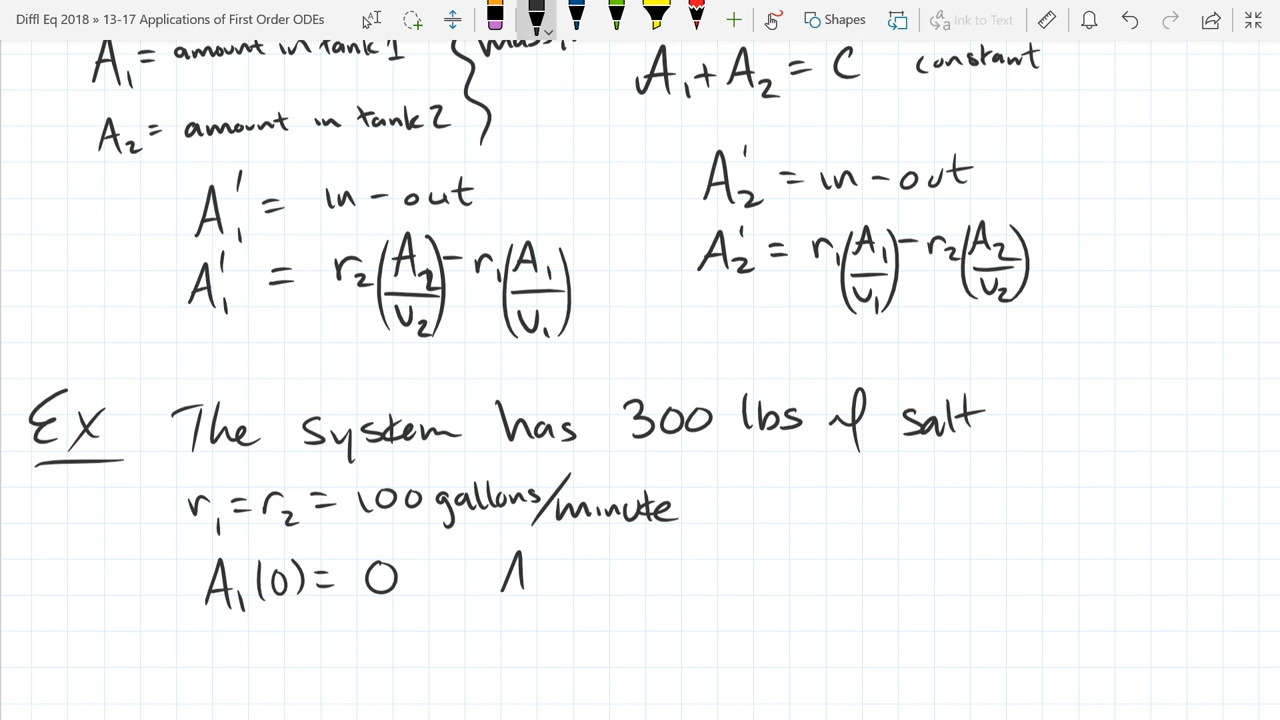 Diffl Eq 2018 » 13-17 Applications of First Order ODEs
Shapes
Ink to Text
A₁ = amount in tank 1
A₂ = amount in tank 2
A₁ + A₂ = C constant
A₁' = in - out
A₁' = r₂(A₂/V₂) - r₁(A₁/V₁)
A₂' = in - out
A₂' = r₁(A₁/V₁) - r₂(A₂/V₂)
Ex The system has 300 lbs of salt
r₁ = r₂ = 100 gallons/minute
A₁(0) = 0